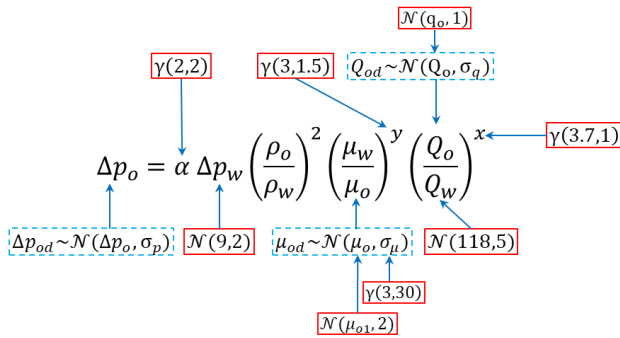 𝒩(q₀,1)
γ(2,2) γ(3,1.5) Q_od~𝒩(Q_o,σ_q)
Δp_o = α Δp_w (ρ_o/ρ_w)^2 (μ_w/μ_o)^y (Q_o/Q_w)^x γ(3.7,1)
Δp_od~𝒩(Δp_o,σ_p) 𝒩(9,2) μ_od~𝒩(μ_o,σ_μ) 𝒩(118,5)
γ(3,30)
𝒩(μ_o1,2)